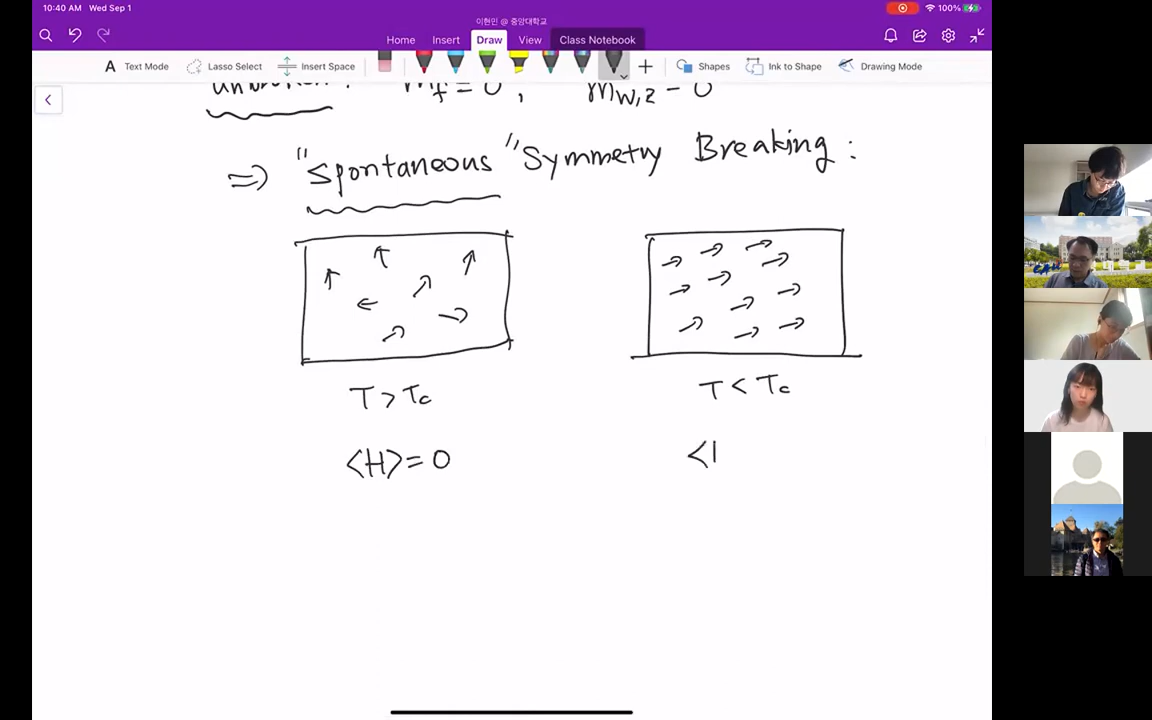 10:40 AM Wed Sep 1
100%
이현민 @ 중앙대학교
Home Insert Draw View Class Notebook
A Text Mode Lasso Select Insert Space Shapes Ink to Shape Drawing Mode
⇒ "Spontaneous" Symmetry Breaking :
T > Tc
T < Tc
<H> = 0